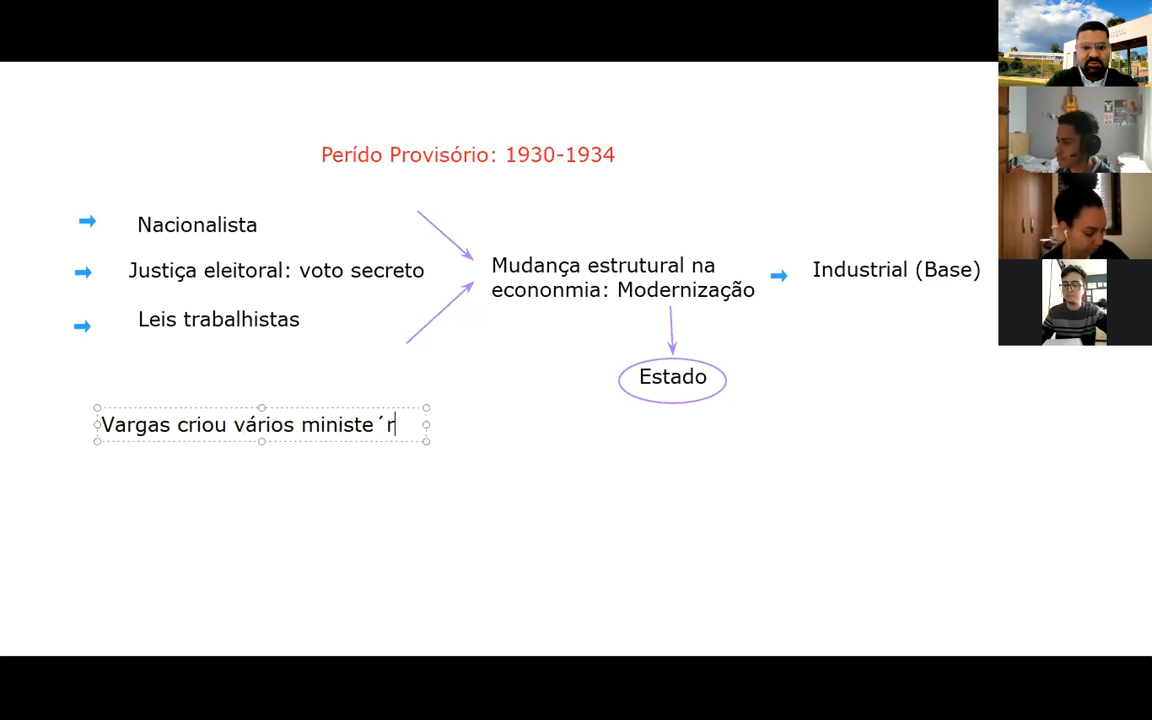 Perído Provisório: 1930-1934
Nacionalista
Justiça eleitoral: voto secreto
Leis trabalhistas
Mudança estrutural na
econonmia: Modernização
Industrial (Base)
Estado
Vargas criou vários ministe´r